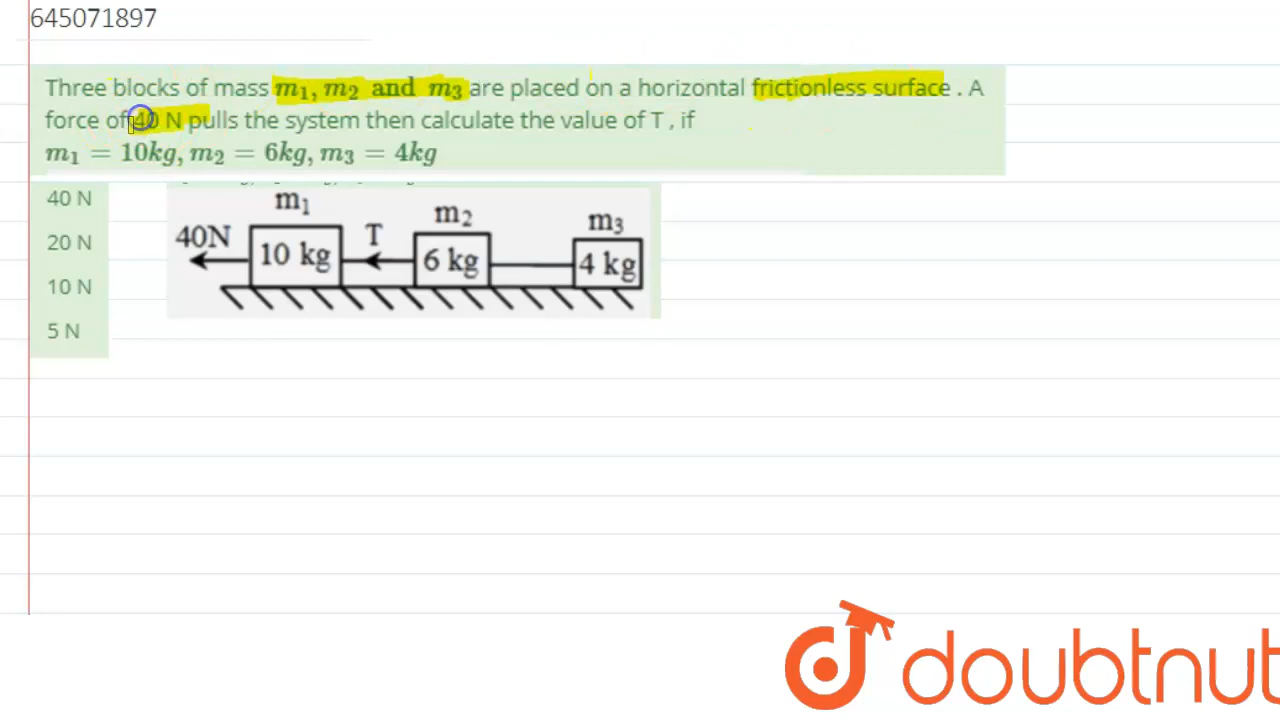 645071897
Three blocks of mass m₁, m₂ and m₃ are placed on a horizontal frictionless surface . A
force of 40 N pulls the system then calculate the value of T , if
m₁ = 10kg, m₂ = 6kg, m₃ = 4kg
40 N
20 N
10 N
5 N
m₁
m₂
m₃
40N
T
10 kg
6 kg
4 kg
doubtnut